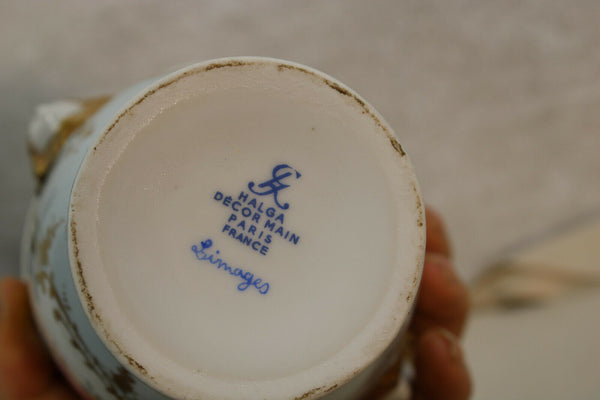 HALGA
DÉCOR MAIN
PARIS
FRANCE
Limoges